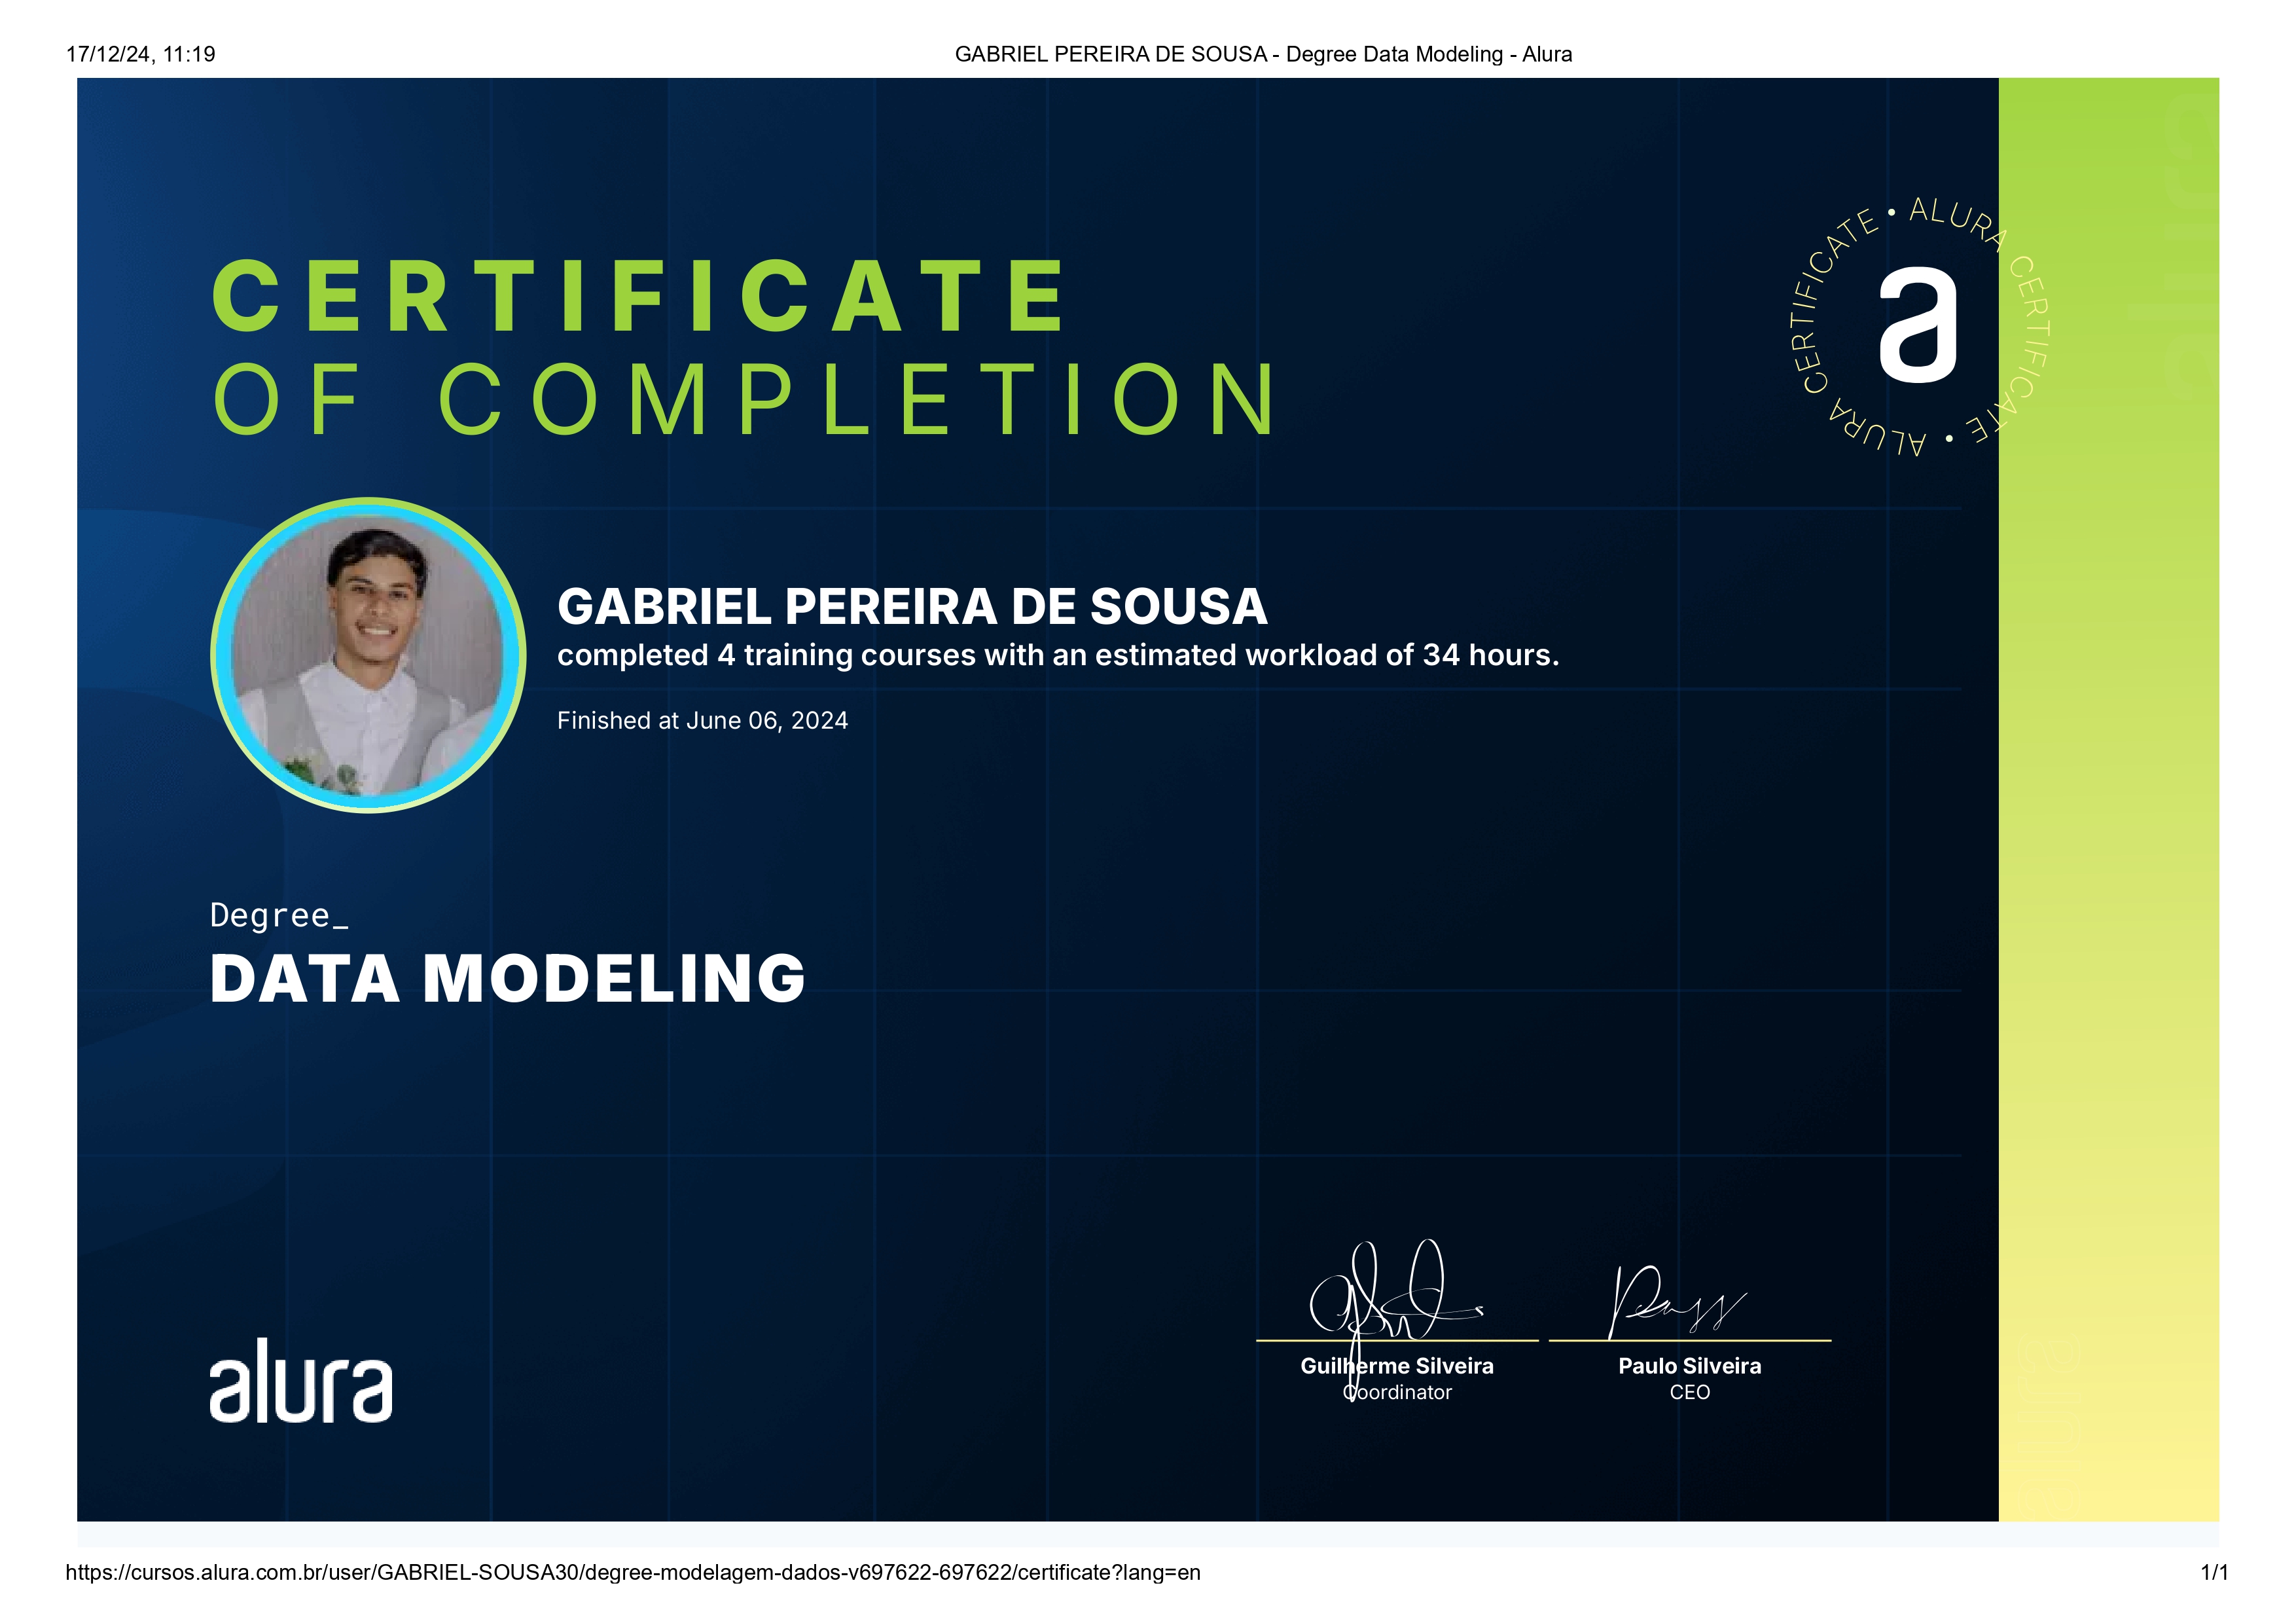 17/12/24, 11:19
GABRIEL PEREIRA DE SOUSA - Degree Data Modeling - Alura
CERTIFICATE
OF COMPLETION
ALURA CERTIFICATE • ALURA CERTIFICATE •
a
GABRIEL PEREIRA DE SOUSA
completed 4 training courses with an estimated workload of 34 hours.
Finished at June 06, 2024
Degree_
DATA MODELING
alura
Guilherme Silveira
Coordinator
Paulo Silveira
CEO
https://cursos.alura.com.br/user/GABRIEL-SOUSA30/degree-modelagem-dados-v697622-697622/certificate?lang=en
1/1